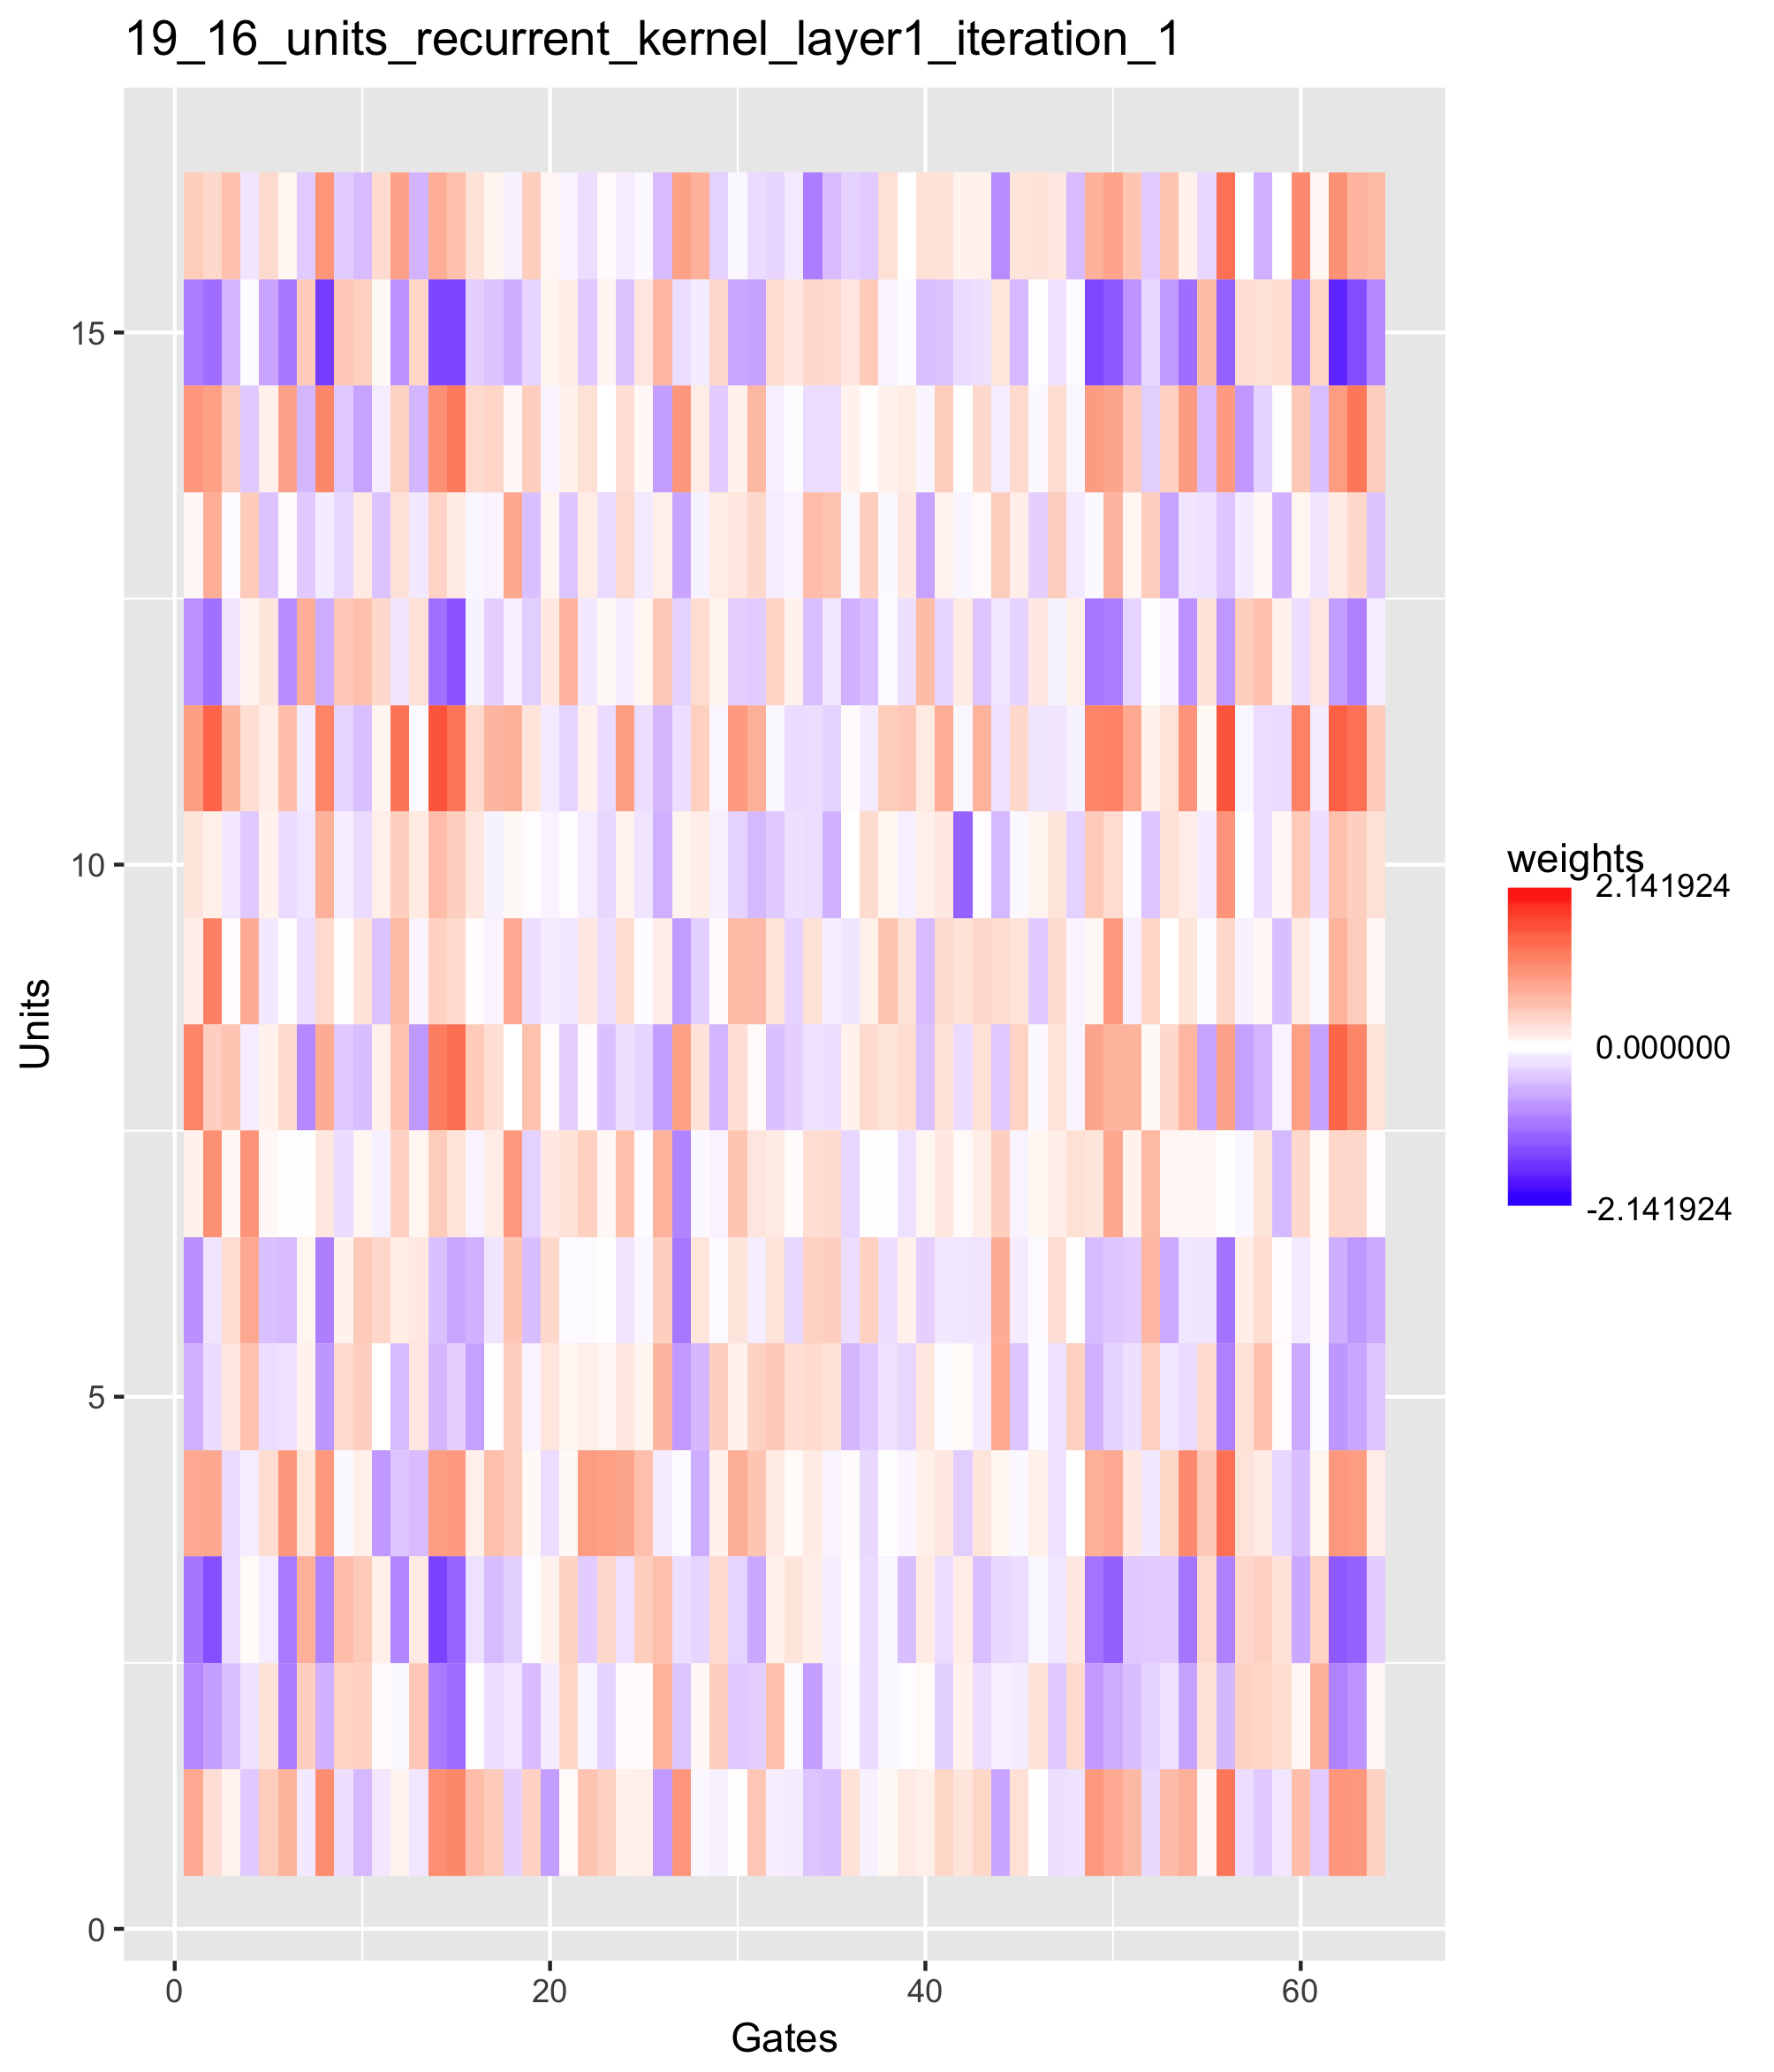 19_16_units_recurrent_kernel_layer1_iteration_1
15
10
5
0
Units
0
20
40
60
Gates
weights
2.141924
0.000000
-2.141924